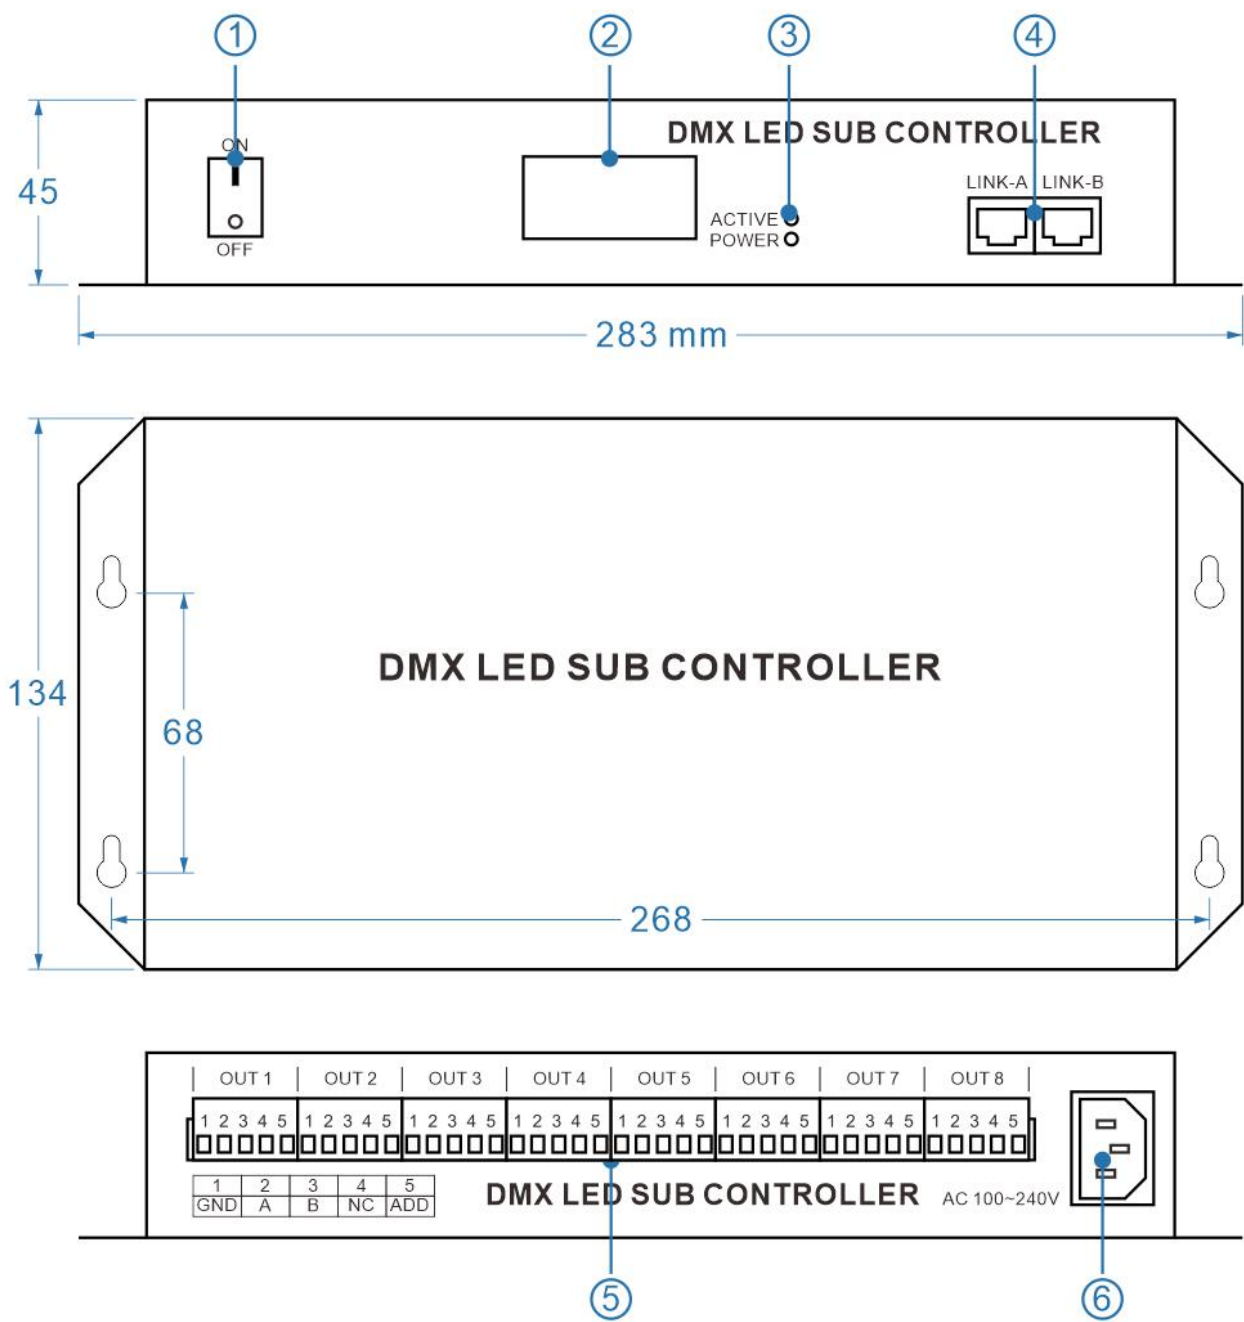 ① ② ③ ④
DMX LED SUB CONTROLLER
ON
OFF
ACTIVE
POWER
LINK-A LINK-B
45
283 mm
134
68
DMX LED SUB CONTROLLER
268
OUT 1 OUT 2 OUT 3 OUT 4 OUT 5 OUT 6 OUT 7 OUT 8
1 2 3 4 5 1 2 3 4 5 1 2 3 4 5 1 2 3 4 5 1 2 3 4 5 1 2 3 4 5 1 2 3 4 5 1 2 3 4 5
1 2 3 4 5
GND A B NC ADD
DMX LED SUB CONTROLLER
AC 100~240V
⑤ ⑥